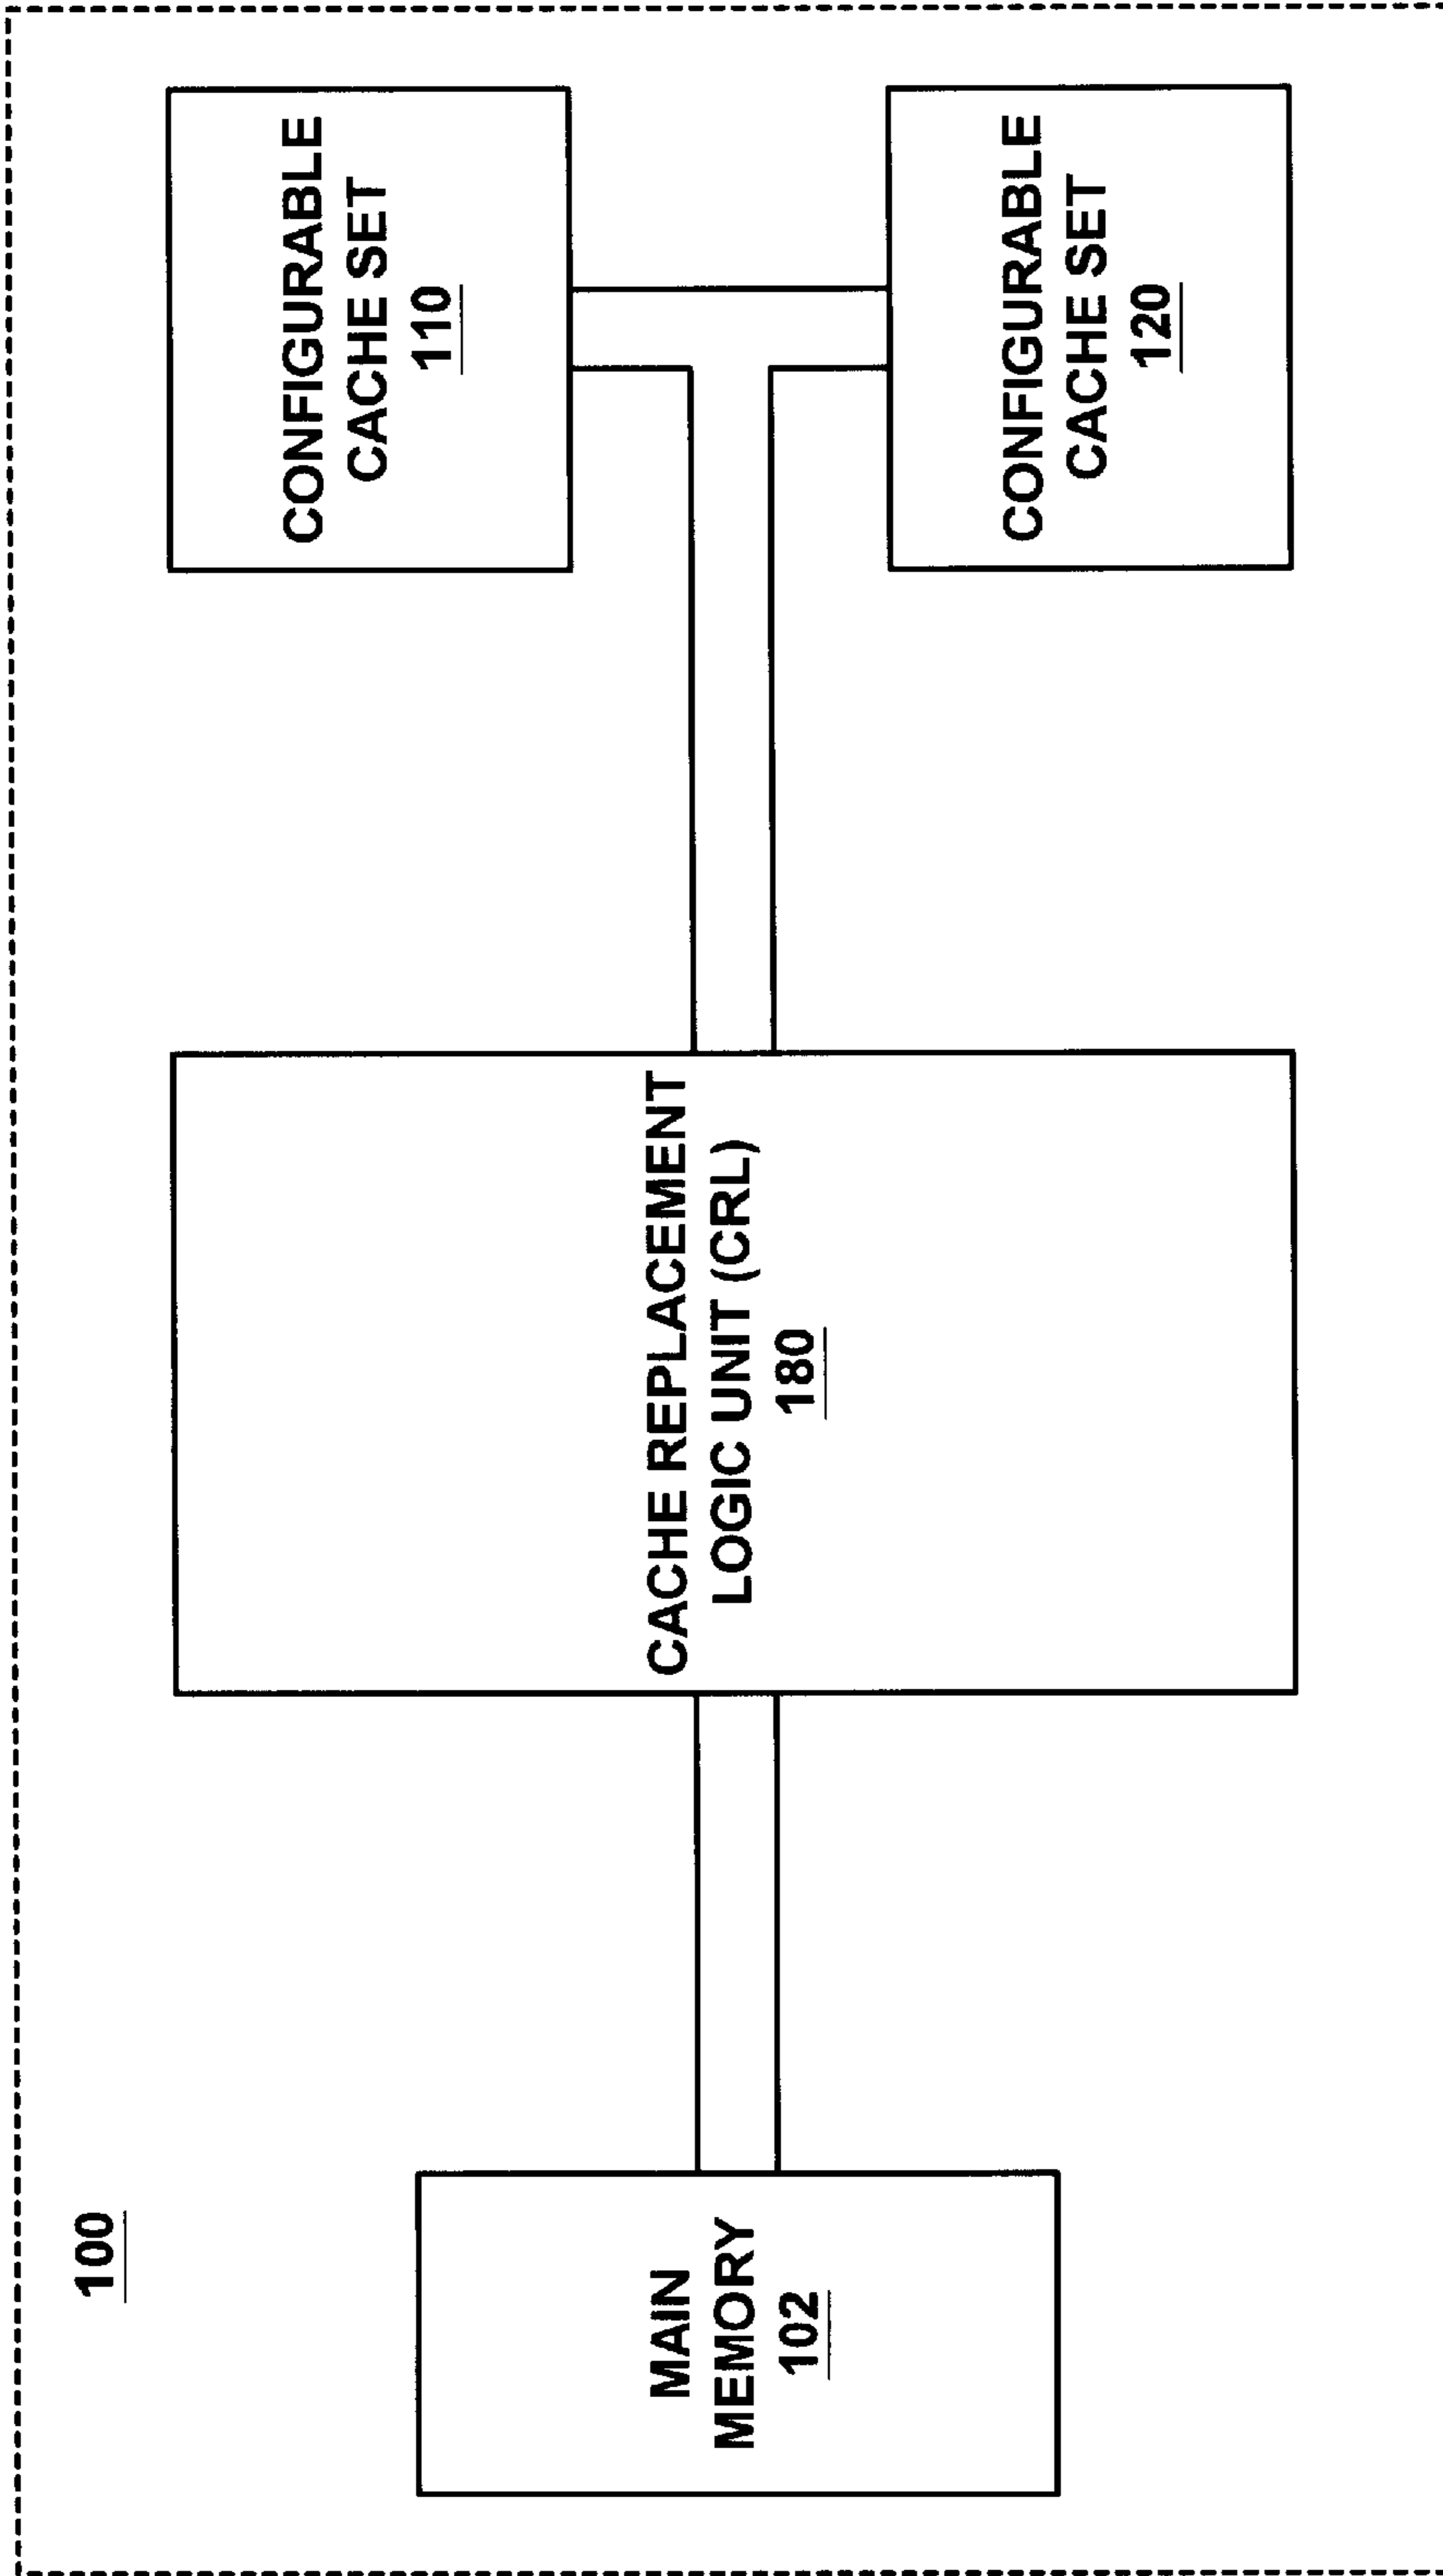 100
MAIN
MEMORY
102
CACHE REPLACEMENT
LOGIC UNIT (CRL)
180
CONFIGURABLE
CACHE SET
110
CONFIGURABLE
CACHE SET
120